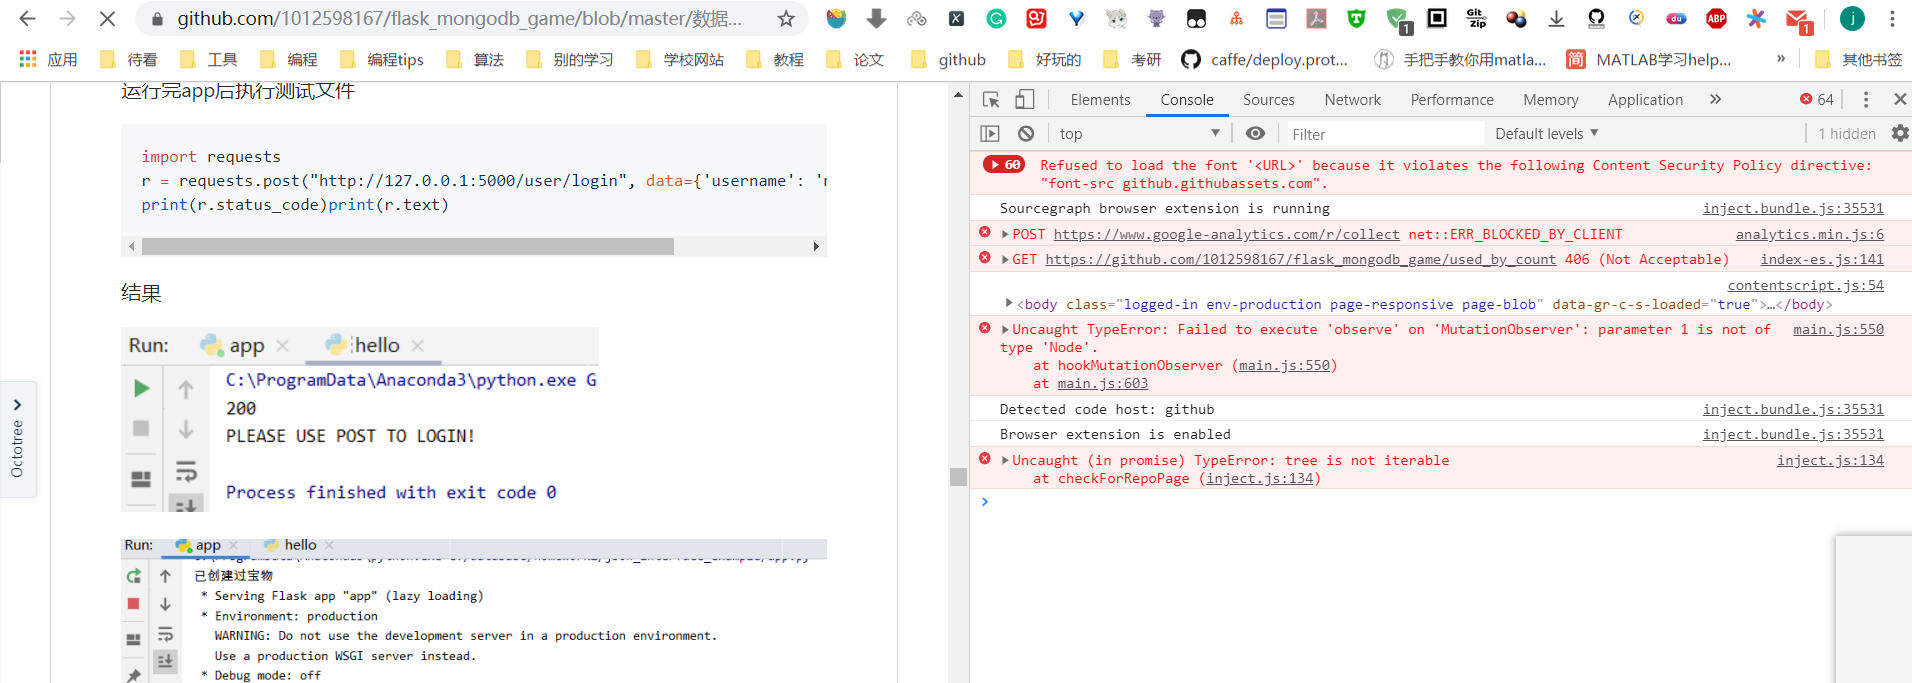 github.com/1012598167/flask_mongodb_game/blob/master/数据...
应用 待看 工具 编程 编程tips 算法 别的学习 学校网站 教程 论文 github 好玩的 考研 caffe/deploy.prot... 手把手教你用matla... MATLAB学习help... » 其他书签
运行完app后执行测试文件
import requests
r = requests.post("http://127.0.0.1:5000/user/login", data={'username': '
print(r.status_code)print(r.text)
结果
Run: app hello
C:\ProgramData\Anaconda3\python.exe G
200
PLEASE USE POST TO LOGIN!
Process finished with exit code 0
Run: app hello
已创建过宝物
* Serving Flask app "app" (lazy loading)
* Environment: production
WARNING: Do not use the development server in a production environment.
Use a production WSGI server instead.
* Debug mode: off
Octotree
Elements Console Sources Network Performance Memory Application » 64
top Filter Default levels 1 hidden
60 Refused to load the font '<URL>' because it violates the following Content Security Policy directive:
"font-src github.githubassets.com".
Sourcegraph browser extension is running inject.bundle.js:35531
POST https://www.google-analytics.com/r/collect net::ERR_BLOCKED_BY_CLIENT analytics.min.js:6
GET https://github.com/1012598167/flask_mongodb_game/used_by_count 406 (Not Acceptable) index-es.js:141
contentscript.js:54
<body class="logged-in env-production page-responsive page-blob" data-gr-c-s-loaded="true">…</body>
Uncaught TypeError: Failed to execute 'observe' on 'MutationObserver': parameter 1 is not of main.js:550
type 'Node'.
at hookMutationObserver (main.js:550)
at main.js:603
Detected code host: github inject.bundle.js:35531
Browser extension is enabled inject.bundle.js:35531
Uncaught (in promise) TypeError: tree is not iterable inject.js:134
at checkForRepoPage (inject.js:134)